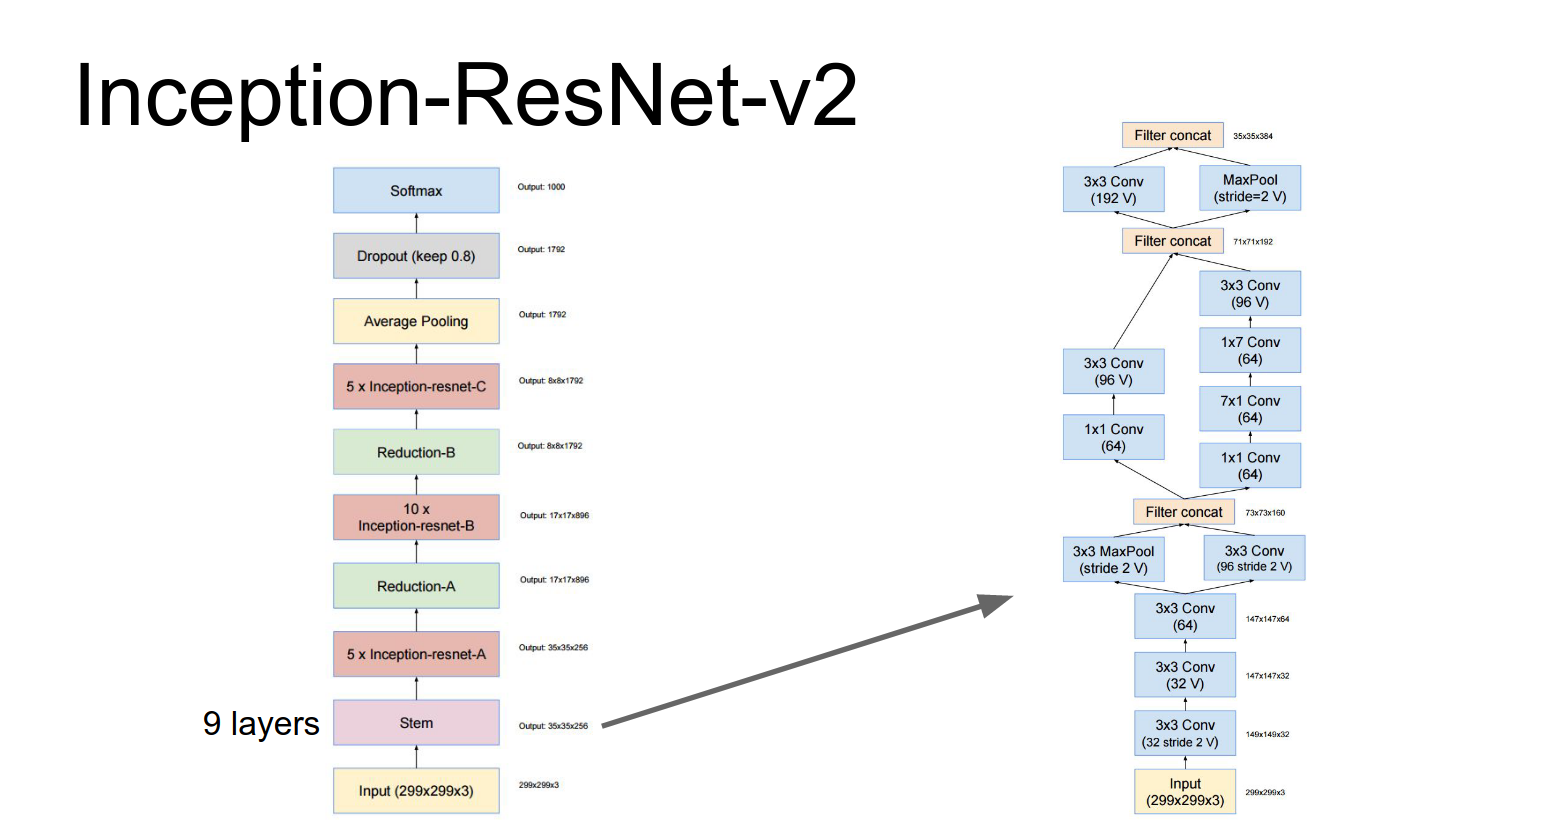 Inception-ResNet-v2
Softmax
Output: 1000
Dropout (keep 0.8)
Output: 1792
Average Pooling
Output: 1792
5 x Inception-resnet-C
Output: 8x8x1792
Reduction-B
Output: 8x8x1792
10 x
Inception-resnet-B
Output: 17x17x896
Reduction-A
Output: 17x17x896
5 x Inception-resnet-A
Output: 35x35x256
9 layers
Stem
Output: 35x35x256
Input (299x299x3)
299x299x3
Filter concat
35x35x384
3x3 Conv
(192 V)
MaxPool
(stride=2 V)
Filter concat
71x71x192
3x3 Conv
(96 V)
1x7 Conv
(64)
3x3 Conv
(96 V)
7x1 Conv
(64)
1x1 Conv
(64)
1x1 Conv
(64)
Filter concat
73x73x160
3x3 MaxPool
(stride 2 V)
3x3 Conv
(96 stride 2 V)
3x3 Conv
(64)
147x147x64
3x3 Conv
(32 V)
147x147x32
3x3 Conv
(32 stride 2 V)
149x149x32
Input
(299x299x3)
299x299x3